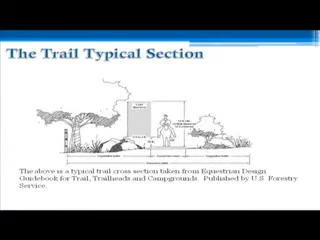 The Trail Typical Section
The above is a typical trail cross section taken from Equestrian Design
Guidebook for Trail, Trailheads and Campgrounds.  Published by U.S  Forestry
Service.